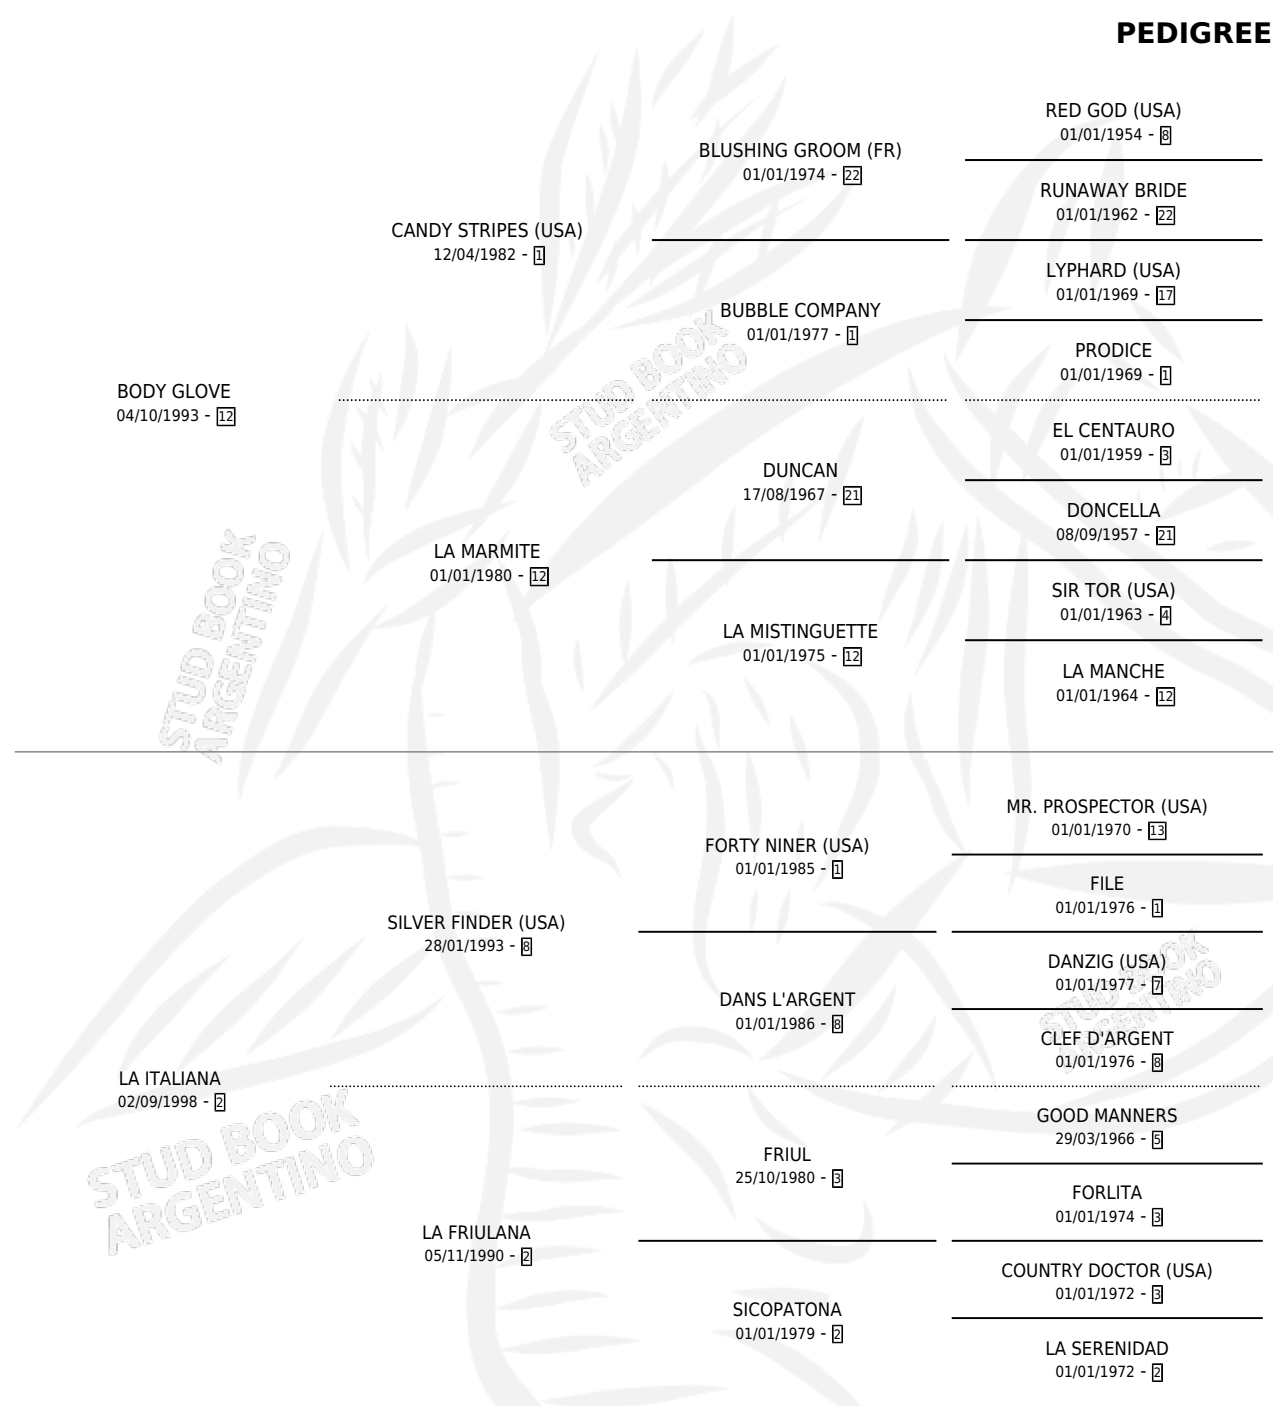 PEDIGREE
RED GOD (USA)
01/01/1954 - 8
BLUSHING GROOM (FR)
01/01/1974 - 22
RUNAWAY BRIDE
01/01/1962 - 22
CANDY STRIPES (USA)
12/04/1982 - 1
LYPHARD (USA)
01/01/1969 - 17
BUBBLE COMPANY
01/01/1977 - 1
PRODICE
01/01/1969 - 1
STUD BOOK
ARGENTINO
BODY GLOVE
04/10/1993 - 12
EL CENTAURO
01/01/1959 - 3
DUNCAN
17/08/1967 - 21
DONCELLA
08/09/1957 - 21
LA MARMITE
01/01/1980 - 12
SIR TOR (USA)
01/01/1963 - 4
LA MISTINGUETTE
01/01/1975 - 12
LA MANCHE
01/01/1964 - 12
STUD BOOK
ARGENTINO
MR. PROSPECTOR (USA)
01/01/1970 - 13
FORTY NINER (USA)
01/01/1985 - 1
FILE
01/01/1976 - 1
SILVER FINDER (USA)
28/01/1993 - 8
DANZIG (USA)
01/01/1977 - 7
DANS L'ARGENT
01/01/1986 - 8
CLEF D'ARGENT
01/01/1976 - 8
STUD BOOK
ARGENTINO
LA ITALIANA
02/09/1998 - 2
GOOD MANNERS
29/03/1966 - 5
FRIUL
25/10/1980 - 3
FORLITA
01/01/1974 - 3
LA FRIULANA
05/11/1990 - 2
COUNTRY DOCTOR (USA)
01/01/1972 - 3
SICOPATONA
01/01/1979 - 2
LA SERENIDAD
01/01/1972 - 2
STUD BOOK
ARGENTINO